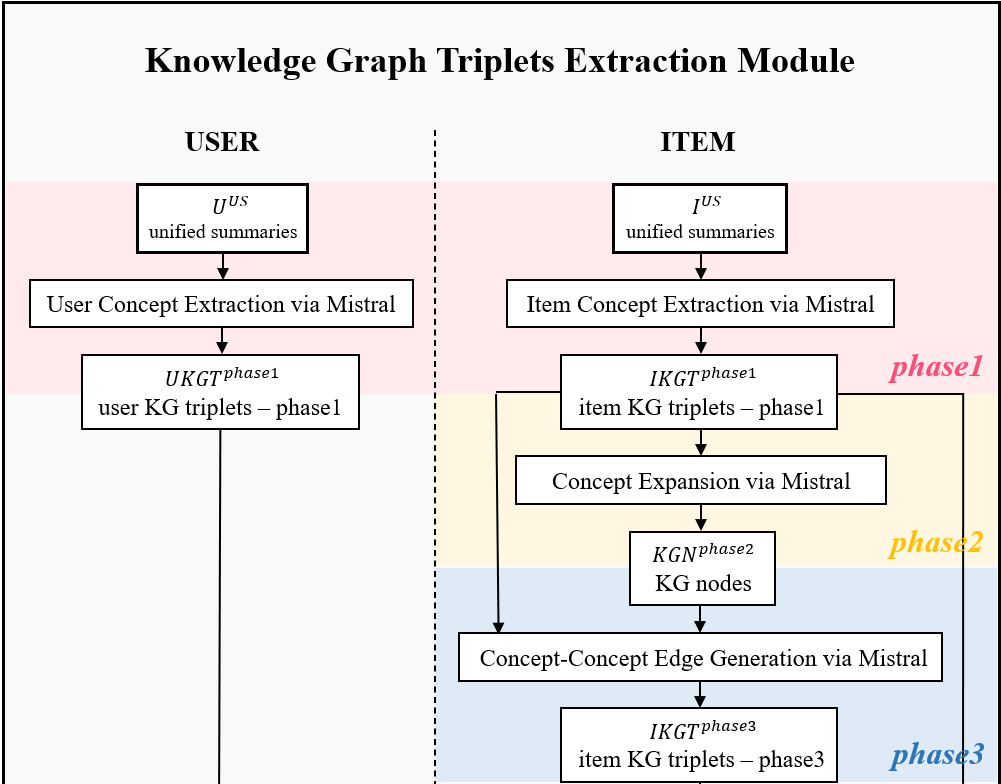 Knowledge Graph Triplets Extraction Module
USER
U^{US}
unified summaries
User Concept Extraction via Mistral
UKGT^{phase1}
user KG triplets – phase1
ITEM
I^{US}
unified summaries
Item Concept Extraction via Mistral
IKGT^{phase1}
item KG triplets – phase1
phase1
Concept Expansion via Mistral
KGN^{phase2}
KG nodes
phase2
Concept-Concept Edge Generation via Mistral
IKGT^{phase3}
item KG triplets – phase3
phase3